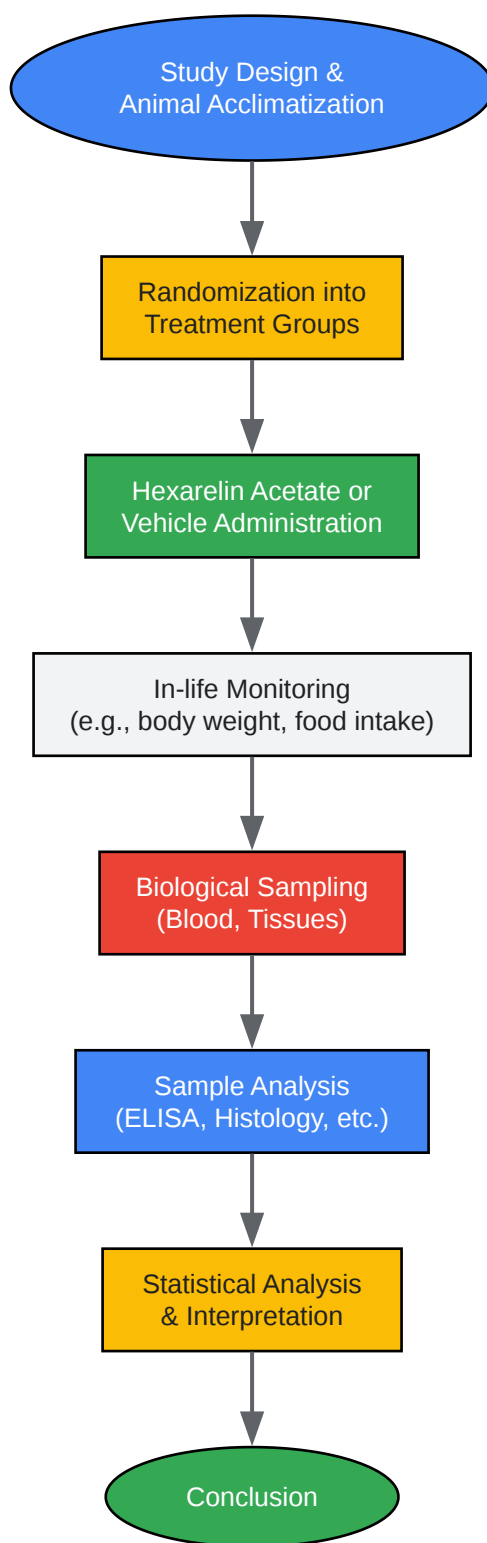 Study Design &
Animal Acclimatization
Randomization into
Treatment Groups
Hexarelin Acetate or
Vehicle Administration
In-life Monitoring
(e.g., body weight, food intake)
Biological Sampling
(Blood, Tissues)
Sample Analysis
(ELISA, Histology, etc.)
Statistical Analysis
& Interpretation
Conclusion